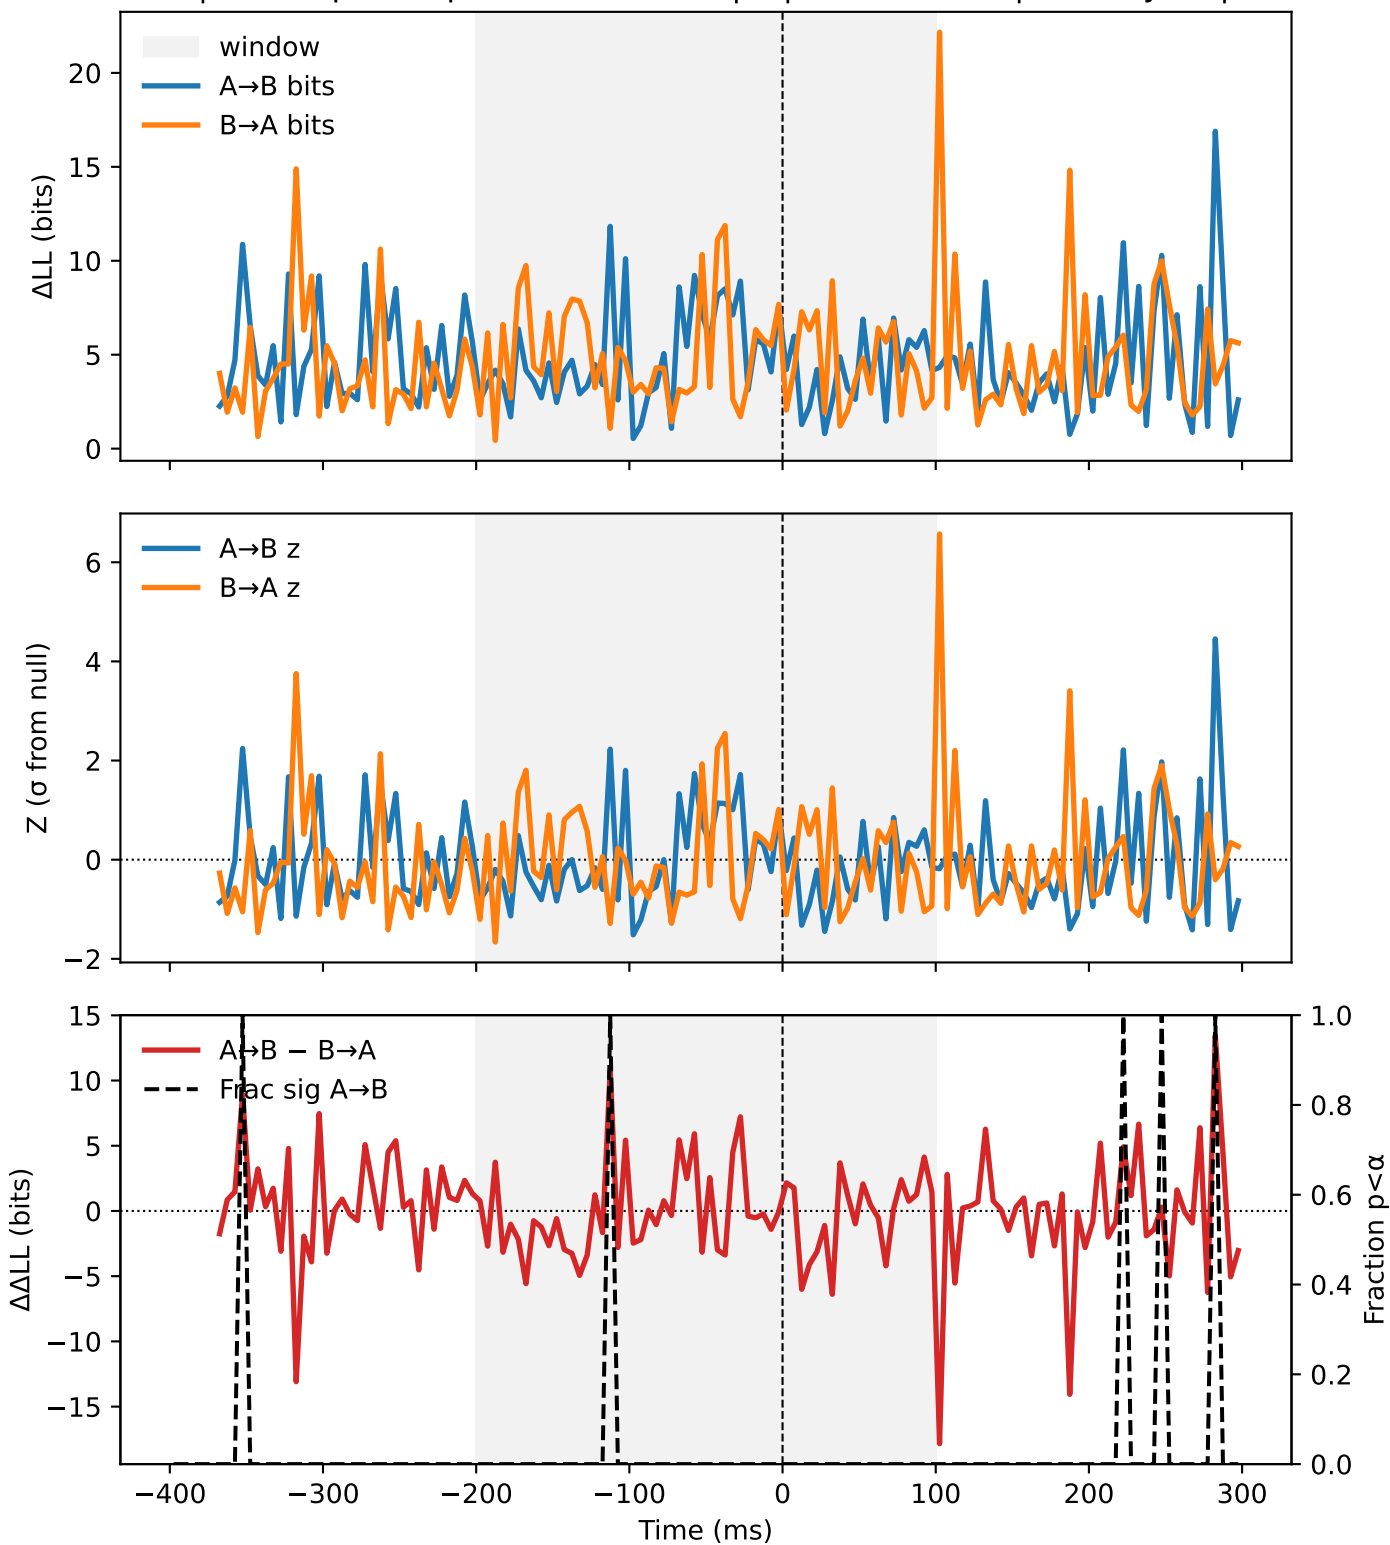 window
A→B bits
B→A bits
ΔLL (bits)
20
15
10
5
0
A→B z
B→A z
Z (σ from null)
6
4
2
0
−2
A→B − B→A
Frac sig A→B
ΔΔLL (bits)
15
10
5
0
−5
−10
−15
1.0
0.8
0.6
0.4
0.2
0.0
Fraction p<α
−400
−300
−200
−100
0
100
200
300
Time (ms)